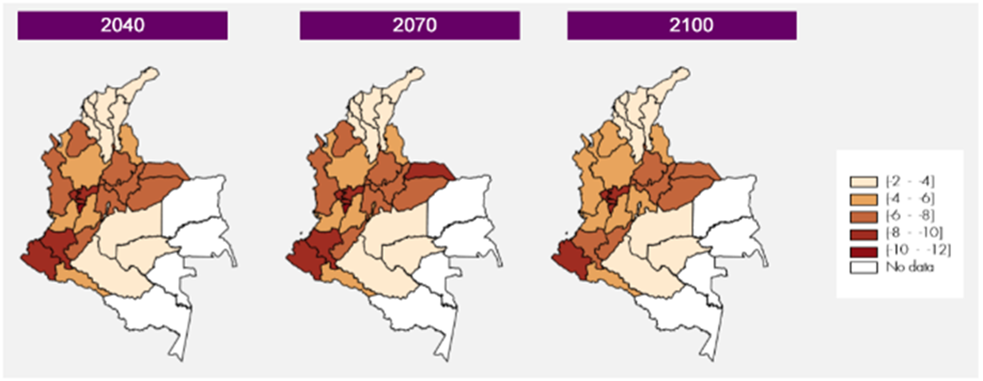 2040
2070
2100
[-2 - -4]
[-4 - -6]
[-6 - -8]
[-8 - -10]
[-10 - -12]
No data